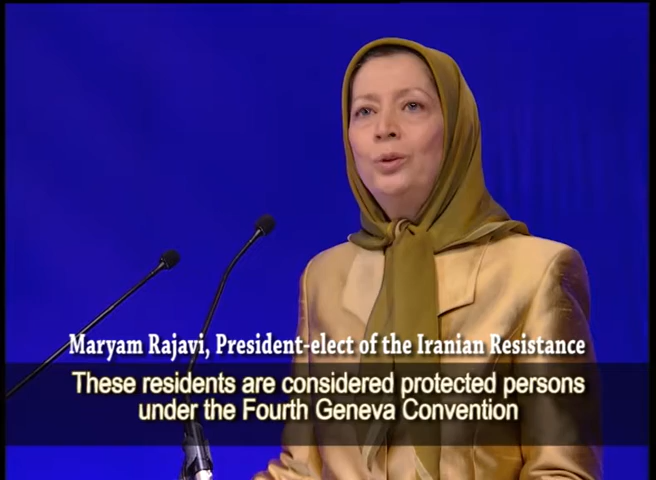 Maryam Rajavi, President-elect of the Iranian Resistance
These residents are considered protected persons
under the Fourth Geneva Convention